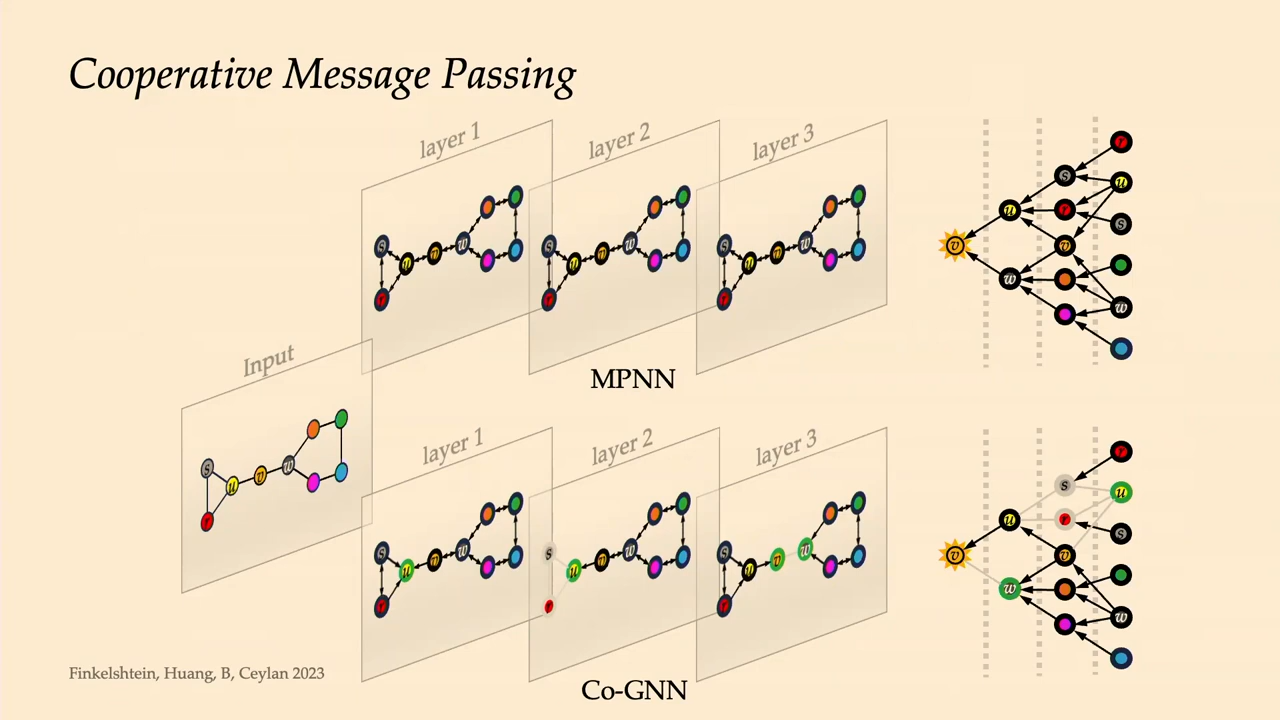 Cooperative Message Passing
layer 1
layer 2
layer 3
s
r
u
v
w
s
r
u
v
w
s
r
u
v
w
v
u
w
s
r
v
r
u
s
w
MPNN
Input
s
r
u
v
w
layer 1
layer 2
layer 3
s
r
u
v
w
s
r
u
v
w
s
r
u
v
w
v
u
w
s
r
v
r
u
s
w
Co-GNN
Finkelshtein, Huang, B, Ceylan 2023